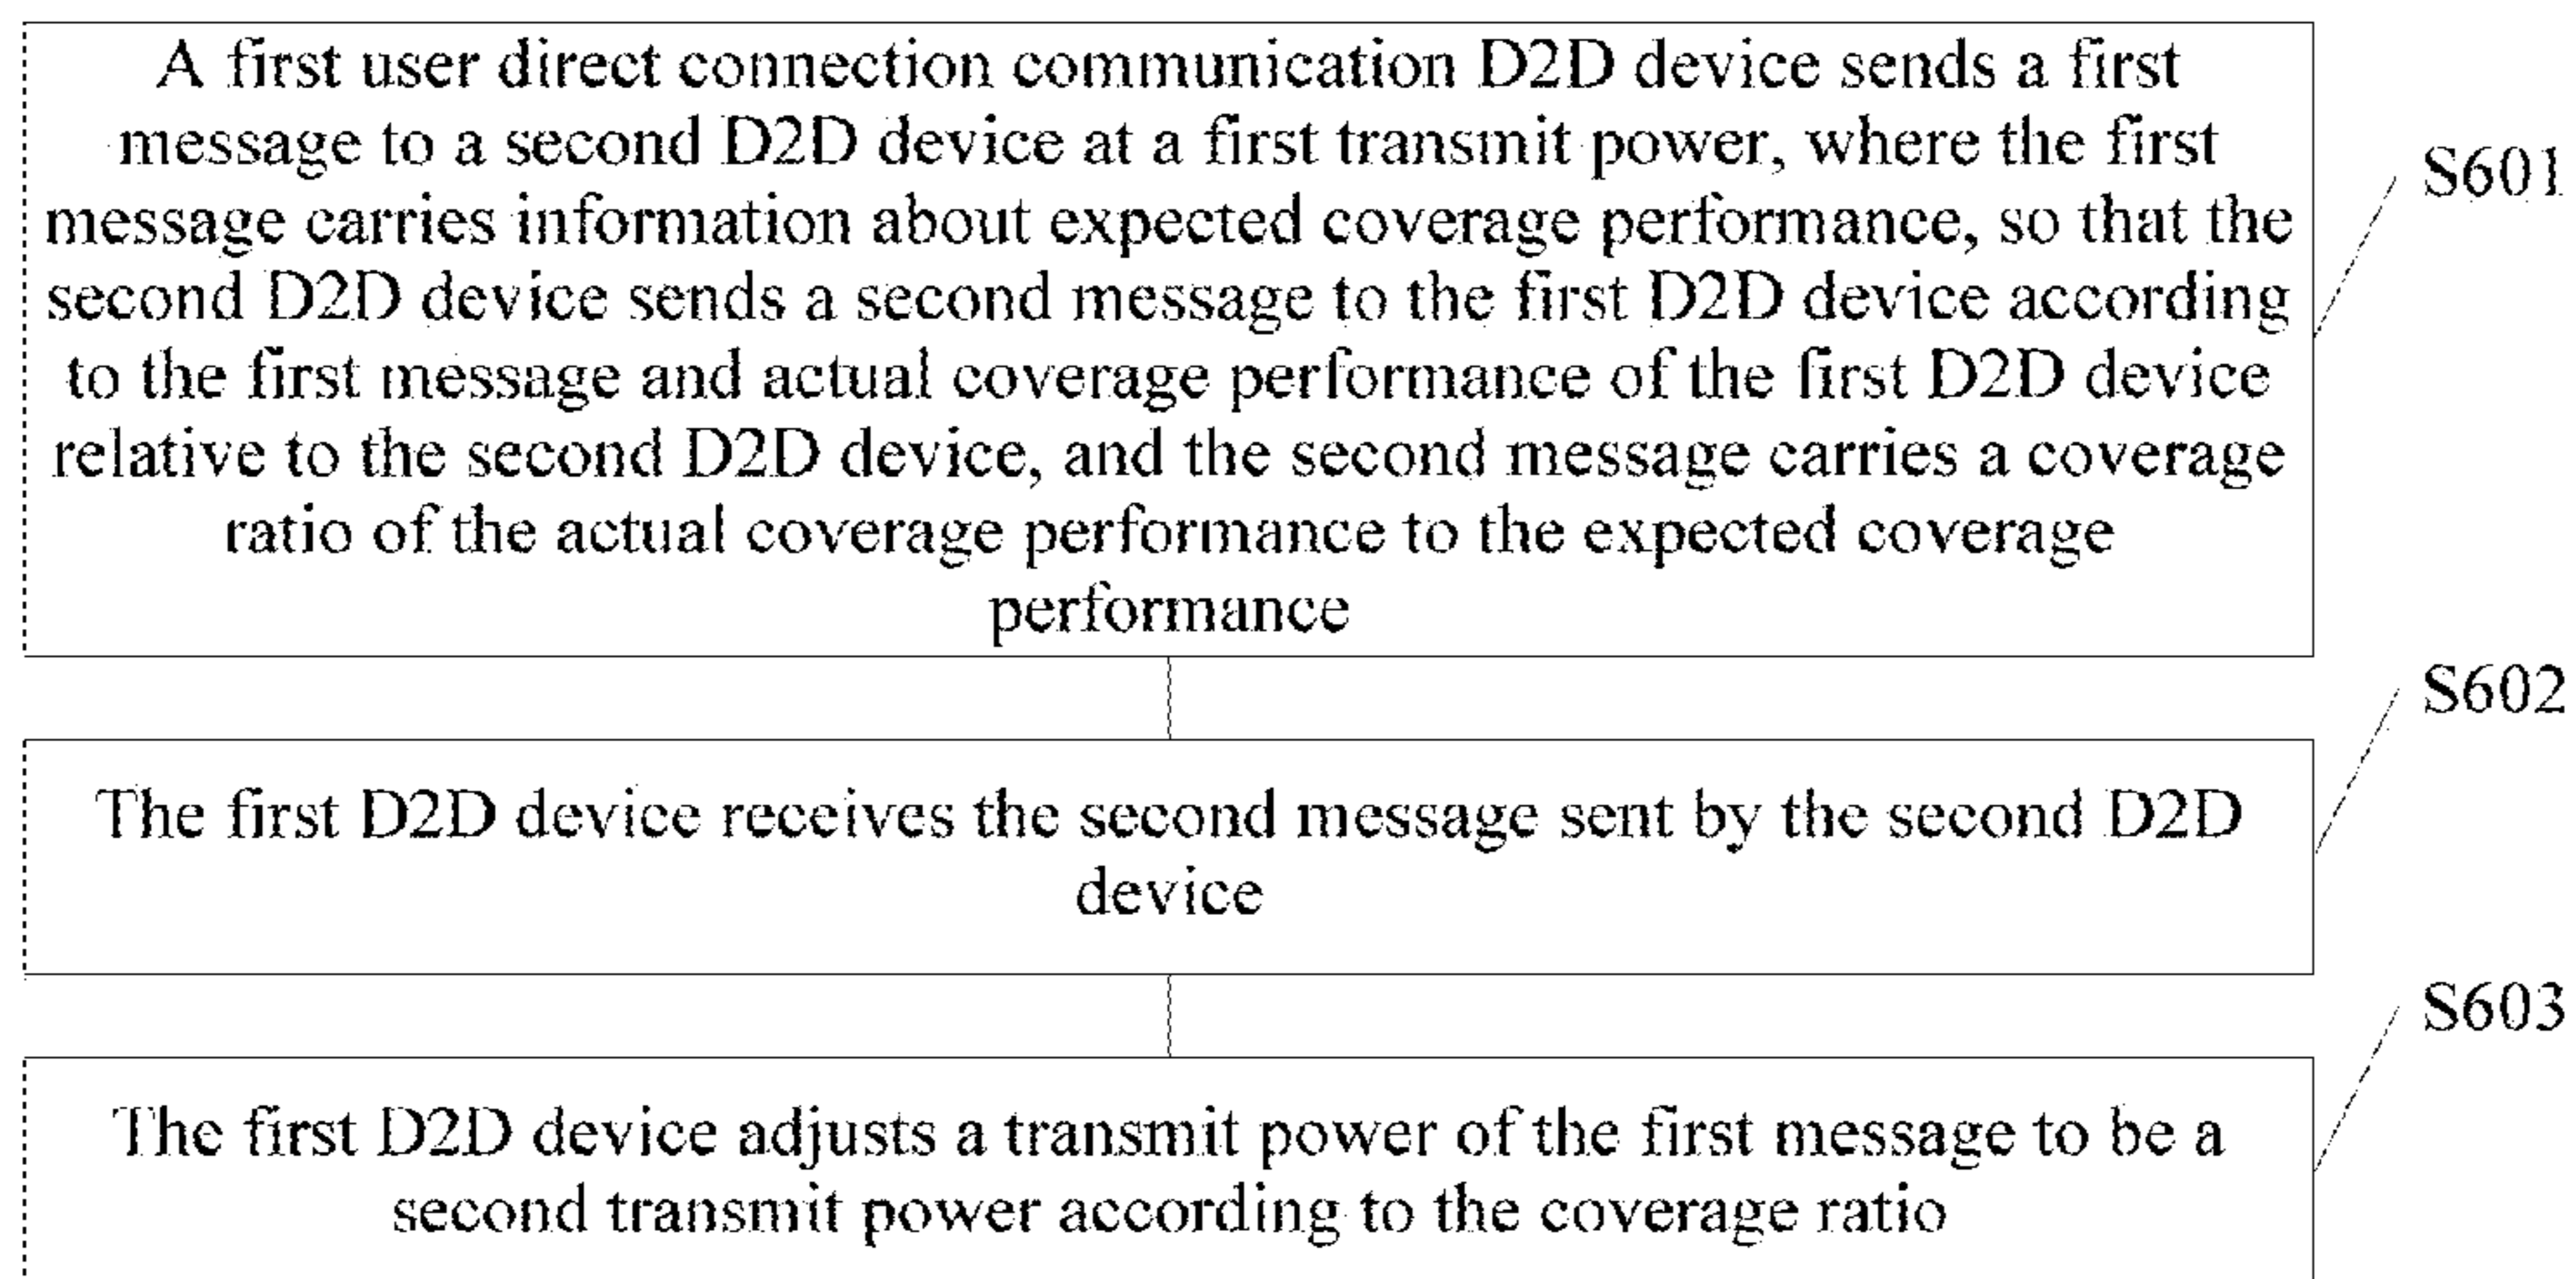 A first user direct connection communication D2D device sends a first
message to a second D2D device at a first transmit power, where the first
message carries information about expected coverage performance, so that the
second D2D device sends a second message to the first D2D device according
to the first message and actual coverage performance of the first D2D device
relative to the second D2D device, and the second message carries a coverage
ratio of the actual coverage performance to the expected coverage
performance
S601
The first D2D device receives the second message sent by the second D2D
device
S602
The first D2D device adjusts a transmit power of the first message to be a
second transmit power according to the coverage ratio
S603